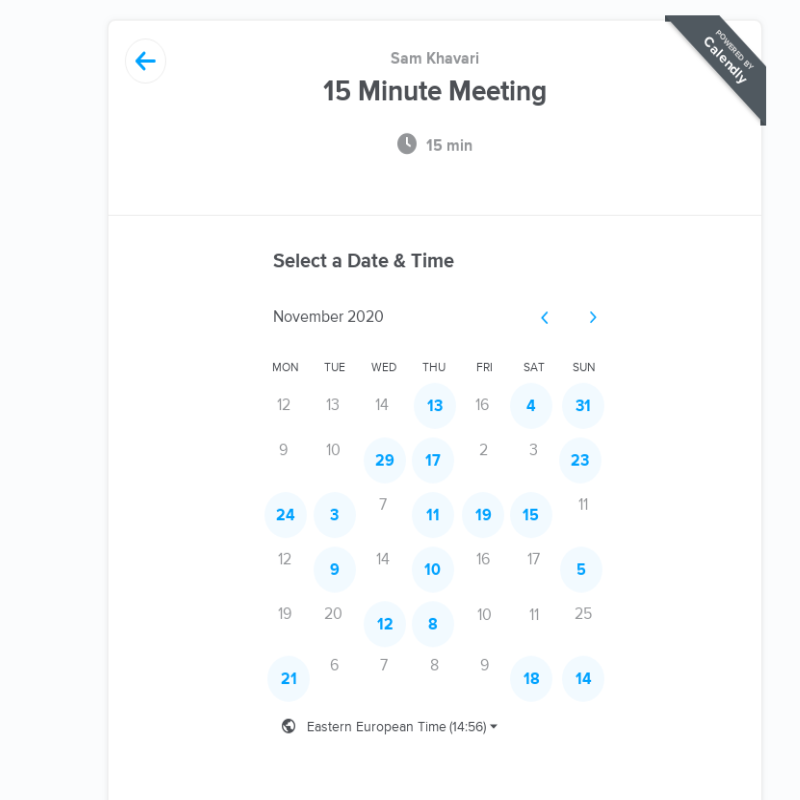 POWERED BY
Calendly
Sam Khavari
15 Minute Meeting
15 min
Select a Date & Time
November 2020
MON TUE WED THU FRI SAT SUN
12 13 14 13 16 4 31
9 10 29 17 2 3 23
24 3 7 11 19 15 11
12 9 14 10 16 17 5
19 20 12 8 10 11 25
21 6 7 8 9 18 14
Eastern European Time (14:56)